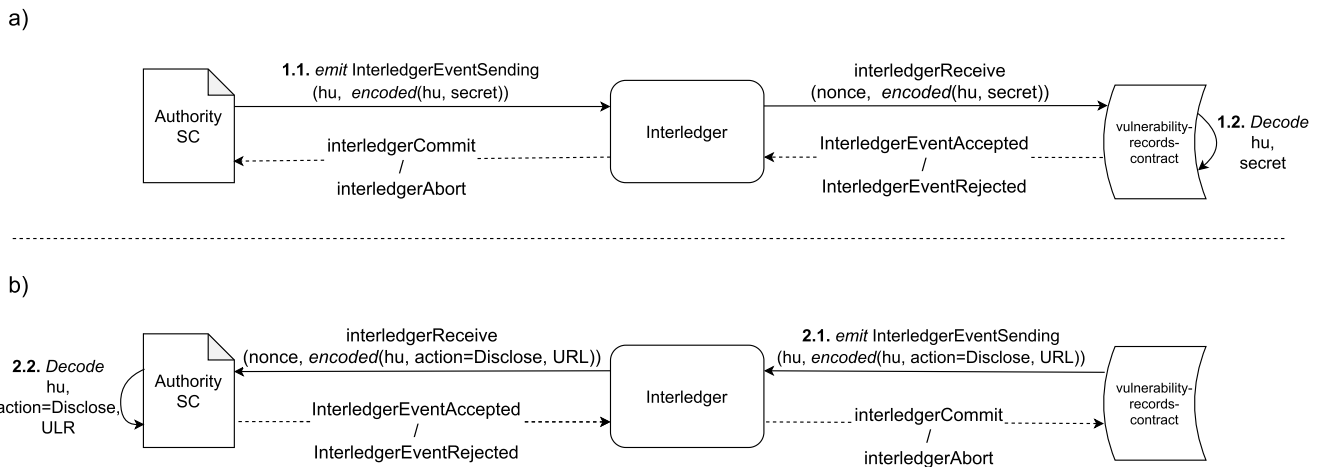 a)
1.1. emit InterledgerEventSending
(hu, encoded(hu, secret))
interledgerReceive
(nonce, encoded(hu, secret))
Authority
SC
Interledger
vulnerability-
records-
contract
1.2. Decode
hu,
secret
interledgerCommit
/
interledgerAbort
InterledgerEventAccepted
/
InterledgerEventRejected
b)
interledgerReceive
(nonce, encoded(hu, action=Disclose, URL))
2.1. emit InterledgerEventSending
(hu, encoded(hu, action=Disclose, URL))
2.2. Decode
hu,
action=Disclose,
ULR
Authority
SC
Interledger
vulnerability-
records-
contract
InterledgerEventAccepted
/
InterledgerEventRejected
interledgerCommit
/
interledgerAbort